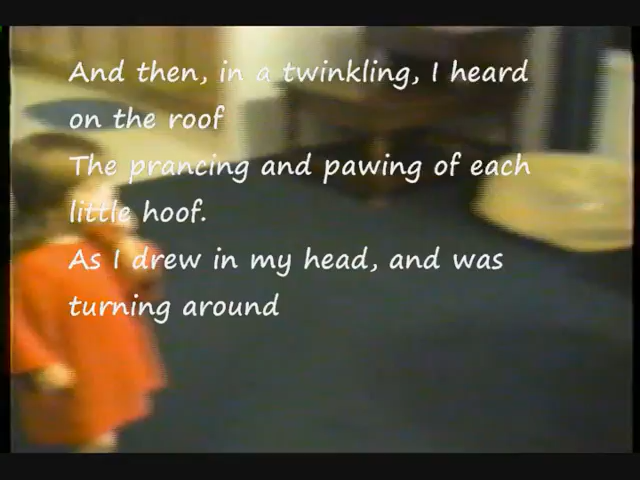 And then, in a twinkling, I heard
on the roof
The prancing and pawing of each
little hoof.
As I drew in my head, and was
turning around